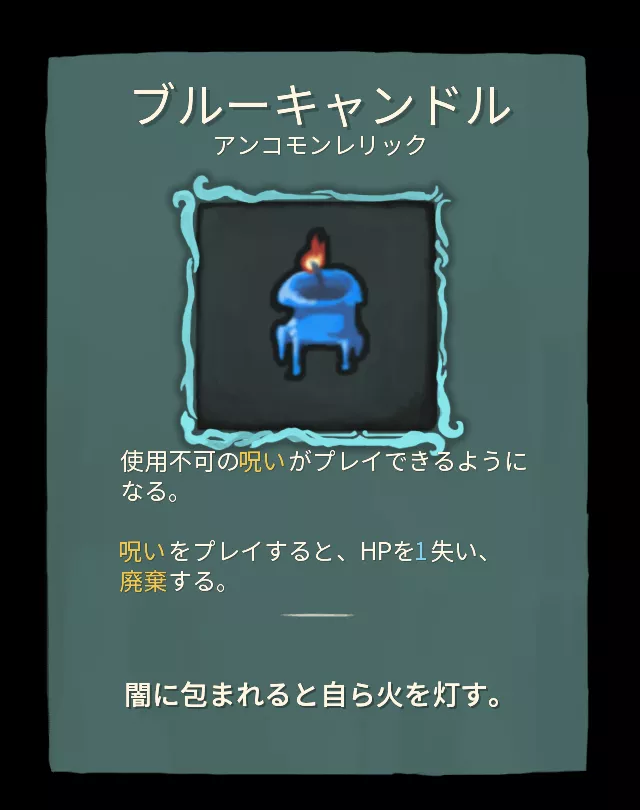 ブルーキャンドル
アンコモンレリック
使用不可の呪いがプレイできるように
なる。
呪いをプレイすると、HPを1失い、
廃棄する。
闇に包まれると自ら火を灯す。